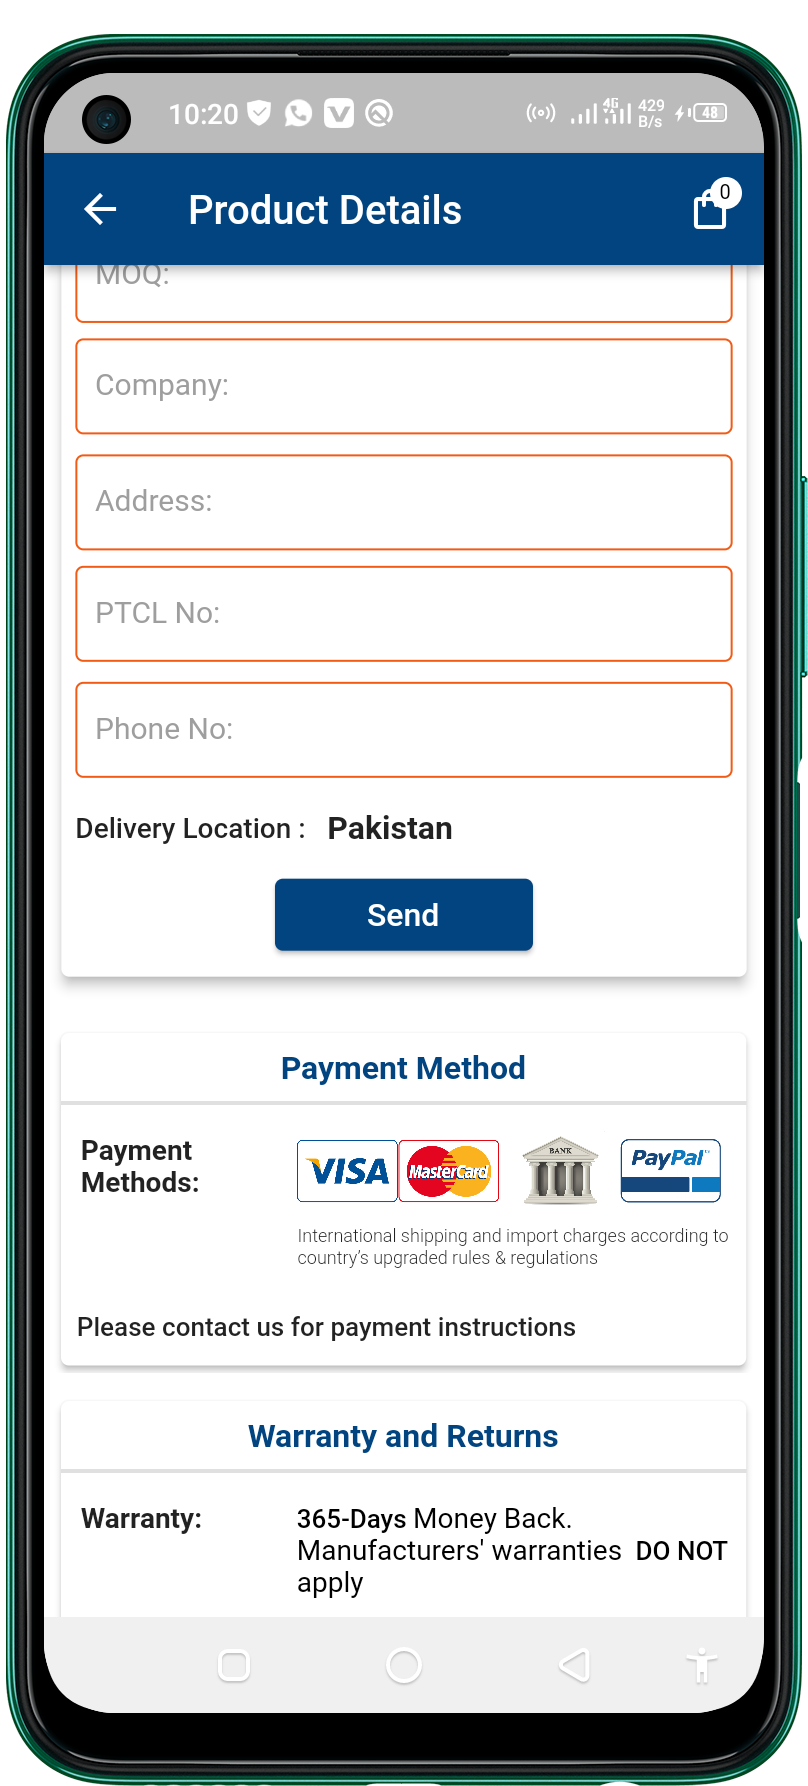 10:20
4G
429
B/s
48
Product Details
0
MOQ:
Company:
Address:
PTCL No:
Phone No:
Delivery Location : Pakistan
Send
Payment Method
Payment
Methods:
VISA MasterCard BANK PayPal
International shipping and import charges according to
country's upgraded rules & regulations
Please contact us for payment instructions
Warranty and Returns
Warranty:
365-Days Money Back.
Manufacturers' warranties DO NOT
apply